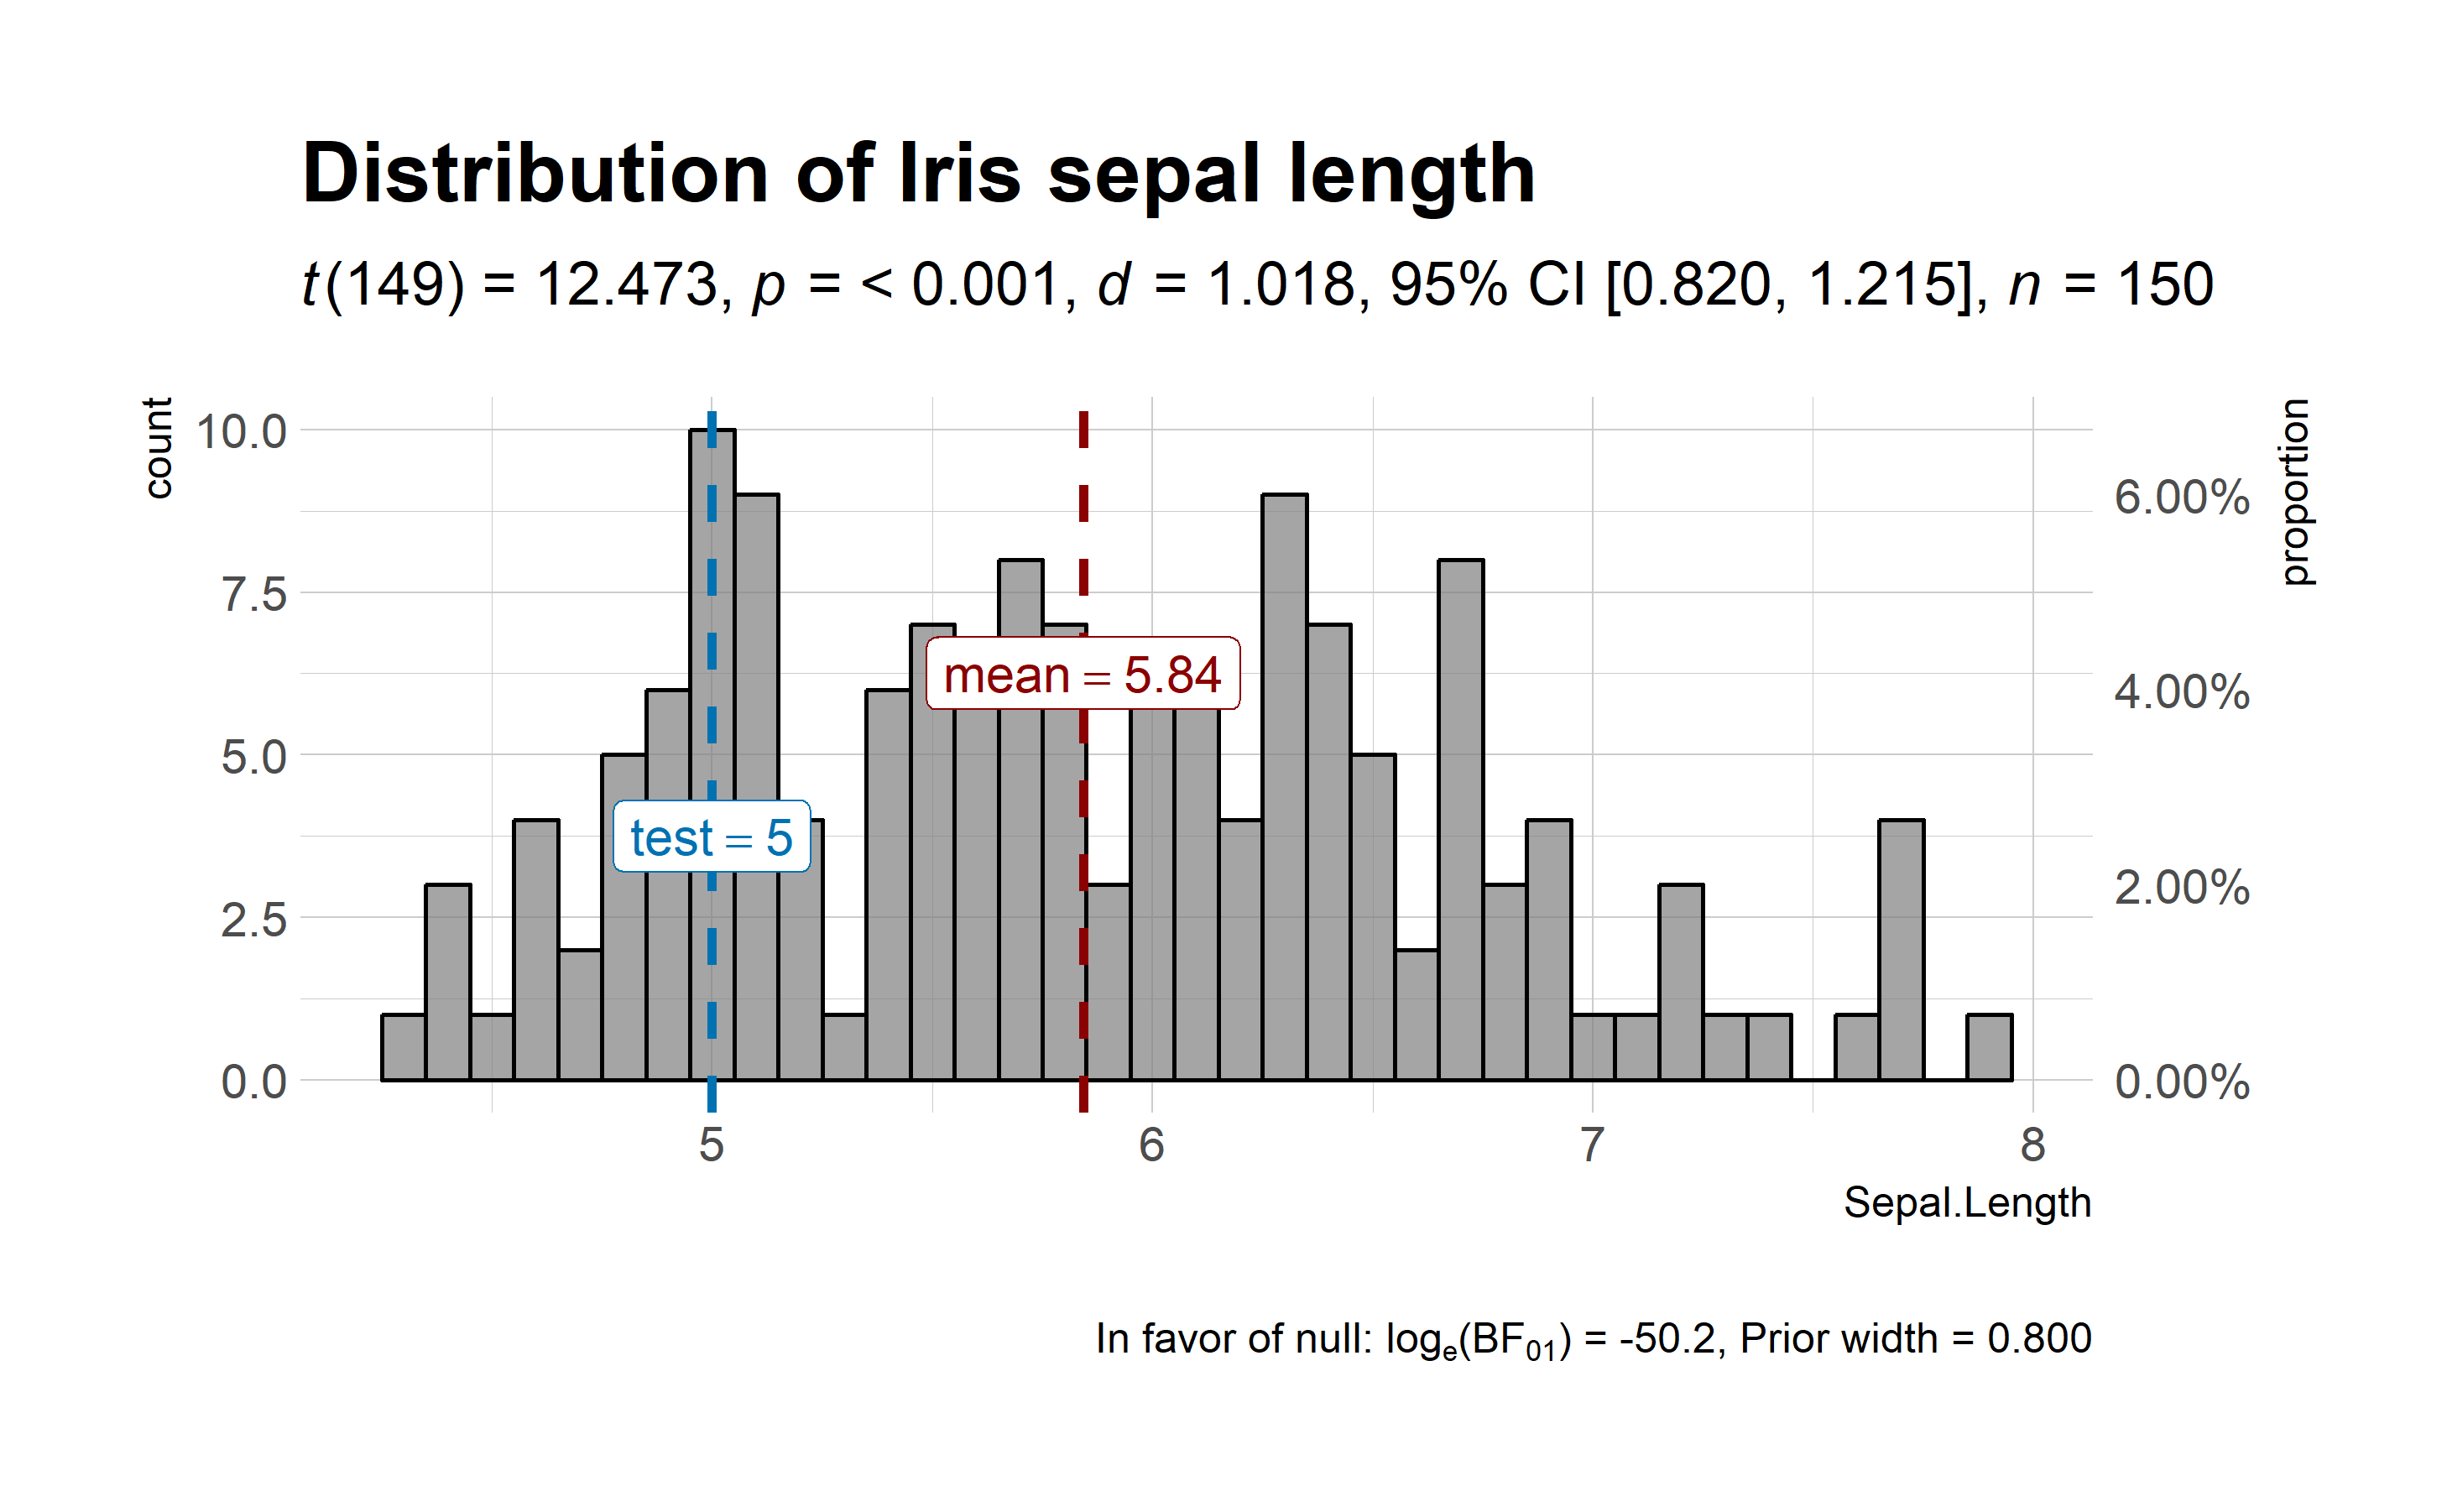 Distribution of Iris sepal length
t(149) = 12.473, p = < 0.001, d = 1.018, 95% CI [0.820, 1.215], n = 150
count
proportion
10.0
7.5
5.0
2.5
0.0
6.00%
4.00%
2.00%
0.00%
mean = 5.84
test = 5
5 6 7 8
Sepal.Length
In favor of null: logₑ(BF₀₁) = -50.2, Prior width = 0.800